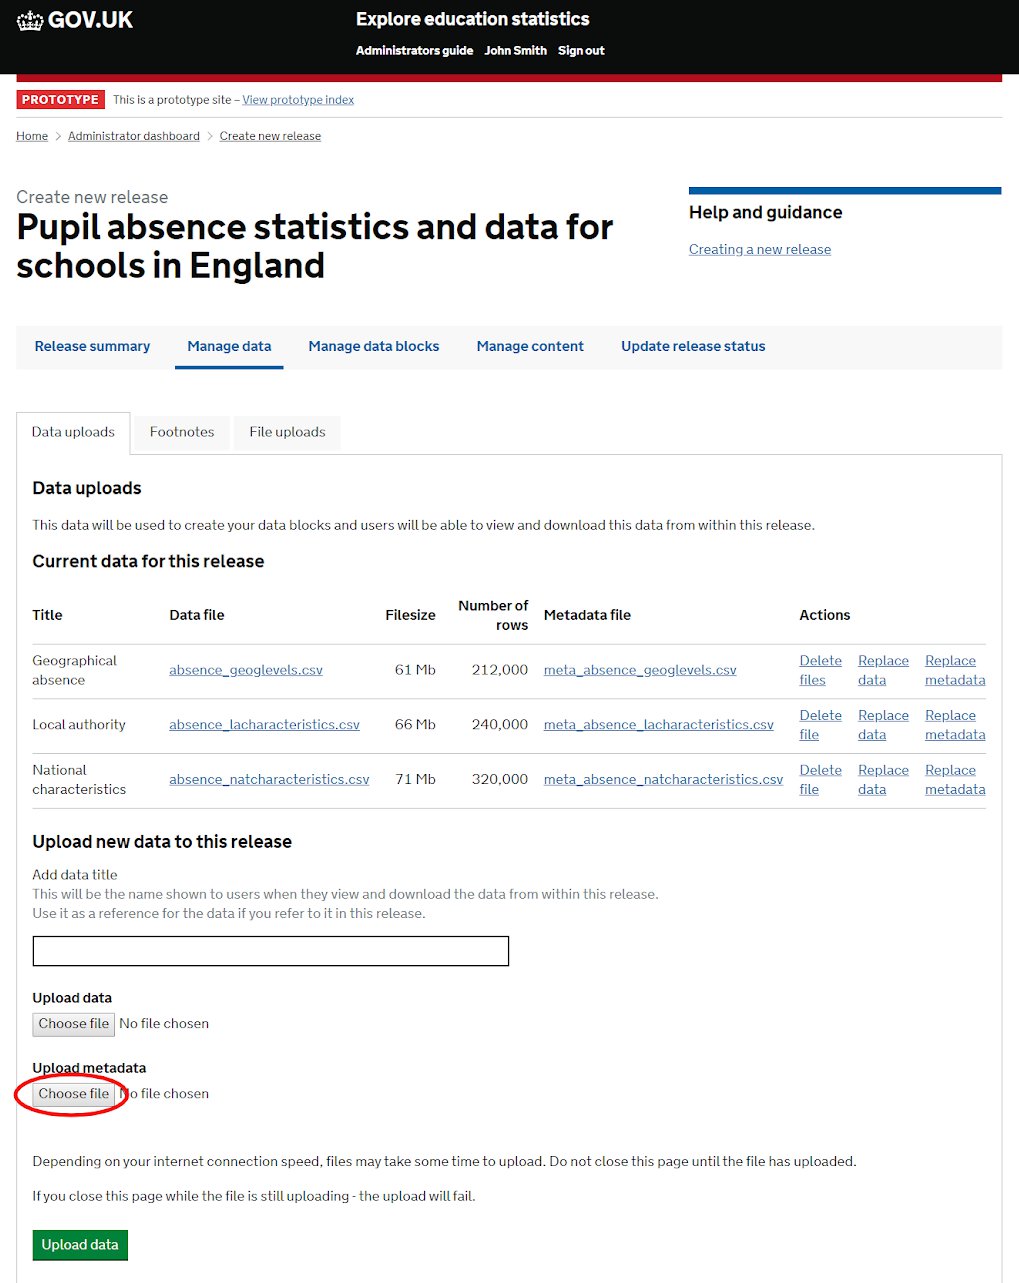 GOV.UK
Explore education statistics
Administrators guide John Smith Sign out
PROTOTYPE This is a prototype site – View prototype index
Home > Administrator dashboard > Create new release
Create new release
Pupil absence statistics and data for
schools in England
Help and guidance
Creating a new release
Release summary Manage data Manage data blocks Manage content Update release status
Data uploads Footnotes File uploads
Data uploads
This data will be used to create your data blocks and users will be able to view and download this data from within this release.
Current data for this release
Title Data file Filesize Number of rows Metadata file Actions
Geographical absence absence_geoglevels.csv 61 Mb 212,000 meta_absence_geoglevels.csv Delete files Replace data Replace metadata
Local authority absence_lacharacteristics.csv 66 Mb 240,000 meta_absence_lacharacteristics.csv Delete file Replace data Replace metadata
National characteristics absence_natcharacteristics.csv 71 Mb 320,000 meta_absence_natcharacteristics.csv Delete file Replace data Replace metadata
Upload new data to this release
Add data title
This will be the name shown to users when they view and download the data from within this release.
Use it as a reference for the data if you refer to it in this release.
Upload data
Choose file No file chosen
Upload metadata
Choose file No file chosen
Depending on your internet connection speed, files may take some time to upload. Do not close this page until the file has uploaded.
If you close this page while the file is still uploading - the upload will fail.
Upload data